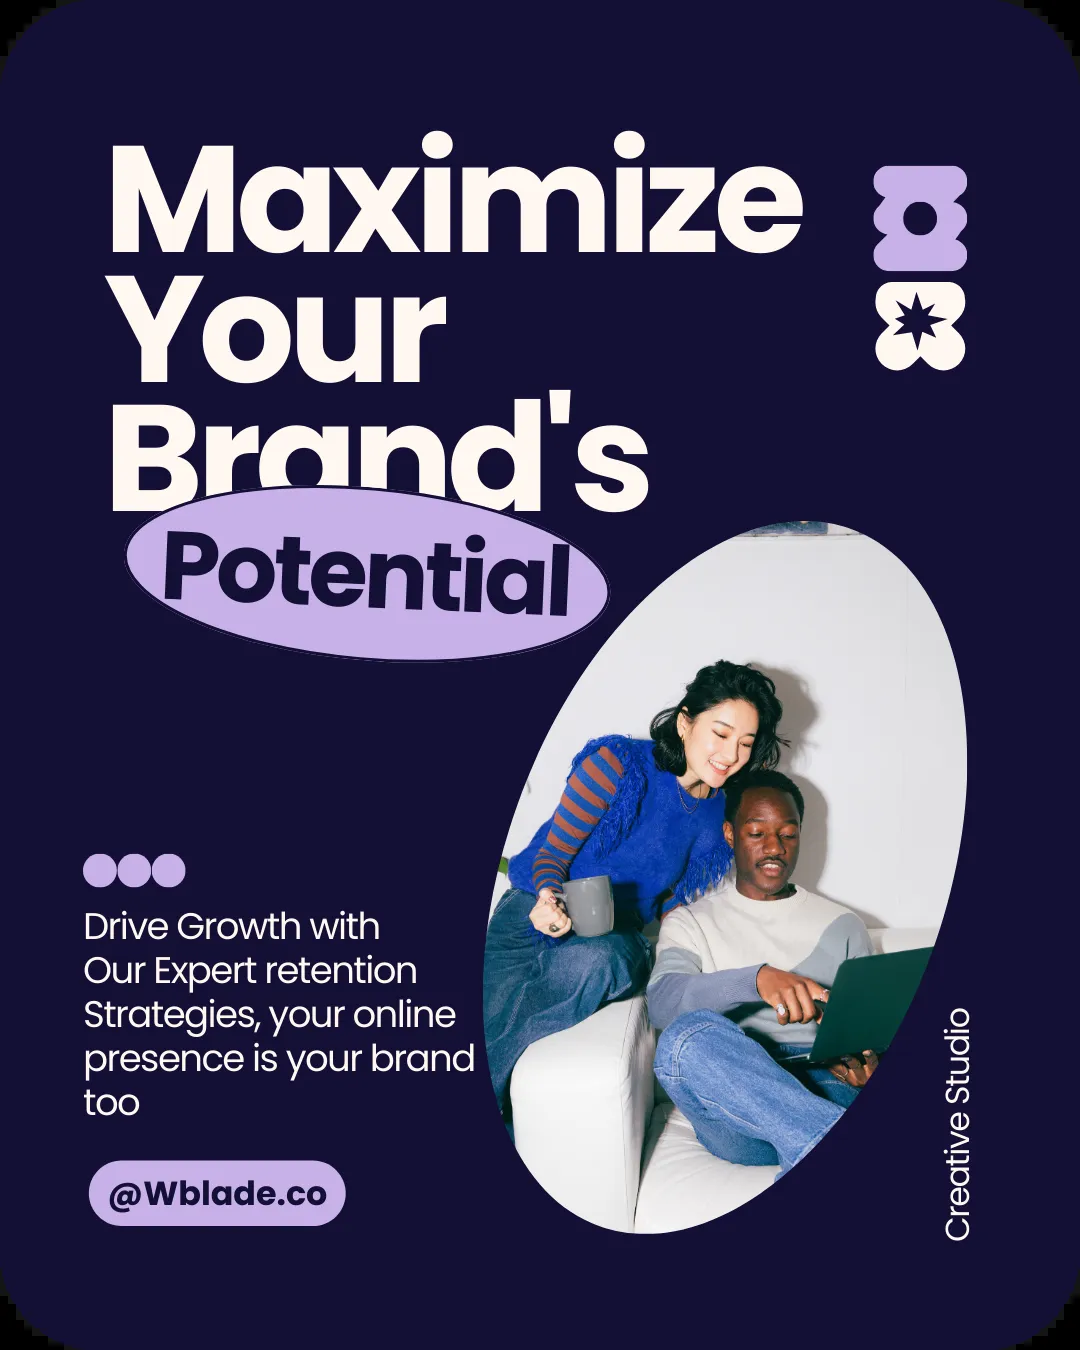 Maximize
Your
Brand's
Potential
Drive Growth with
Our Expert retention
Strategies, your online
presence is your brand
too
@Wblade.co
Creative Studio